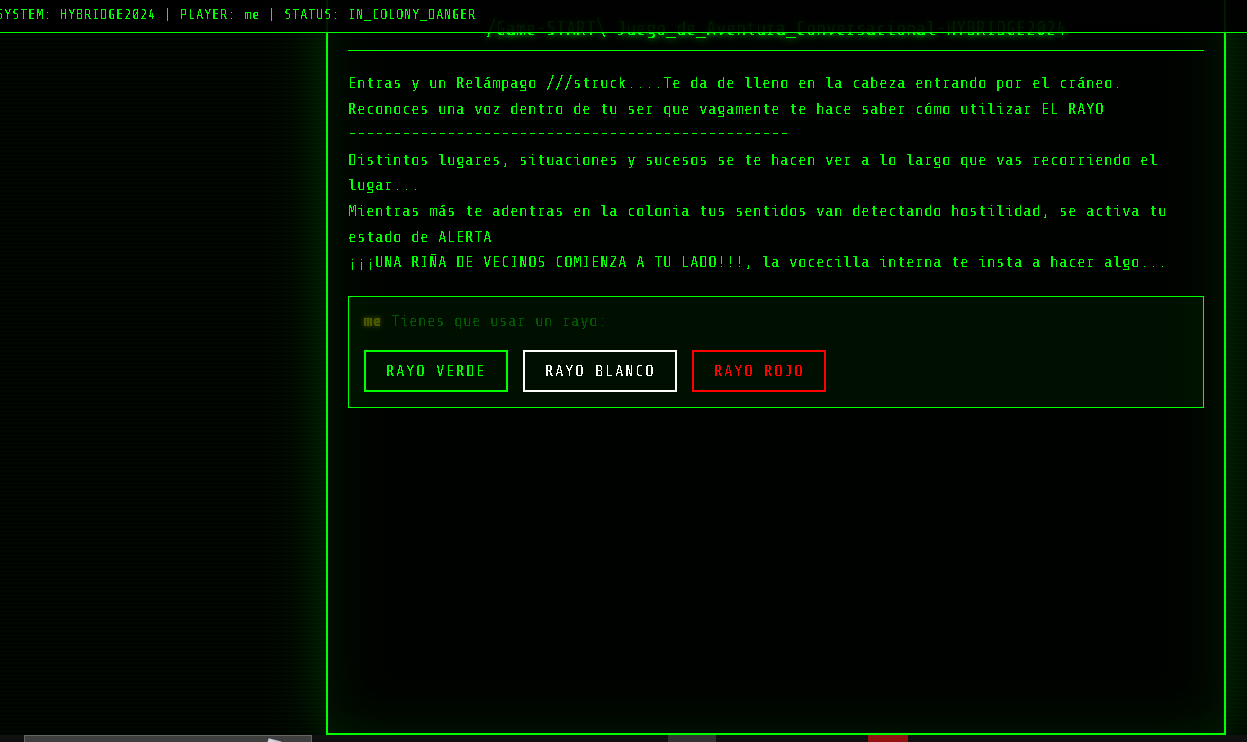 SYSTEM: HYBRIDGE2024 | PLAYER: me | STATUS: IN_COLONY_DANGER
/Game-START\ Juego_de_Aventura_Conversacional-HYBRIDGE2024
Entras y un Relámpago ///struck....Te da de lleno en la cabeza entrando por el cráneo.
Reconoces una voz dentro de tu ser que vagamente te hace saber cómo utilizar EL RAYO
-------------------------------------------------
Distintos lugares, situaciones y sucesos se te hacen ver a lo largo que vas recorriendo el
lugar...
Mientras más te adentras en la colonia tus sentidos van detectando hostilidad, se activa tu
estado de ALERTA
¡¡¡UNA RIÑA DE VECINOS COMIENZA A TU LADO!!!, la vocecilla interna te insta a hacer algo...
me Tienes que usar un rayo:
RAYO VERDE RAYO BLANCO RAYO ROJO